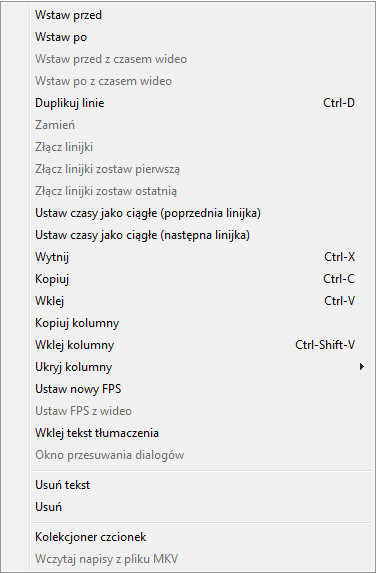 Wstaw przed
Wstaw po
Wstaw przed z czasem wideo
Wstaw po z czasem wideo
Duplikuj linie Ctrl-D
Zamień
Złącz linijki
Złącz linijki zostaw pierwszą
Złącz linijki zostaw ostatnią
Ustaw czasy jako ciągłe (poprzednia linijka)
Ustaw czasy jako ciągłe (następna linijka)
Wytnij Ctrl-X
Kopiuj Ctrl-C
Wklej Ctrl-V
Kopiuj kolumny
Wklej kolumny Ctrl-Shift-V
Ukryj kolumny
Ustaw nowy FPS
Ustaw FPS z wideo
Wklej tekst tłumaczenia
Okno przesuwania dialogów
Usuń tekst
Usuń
Kolekcjoner czcionek
Wczytaj napisy z pliku MKV